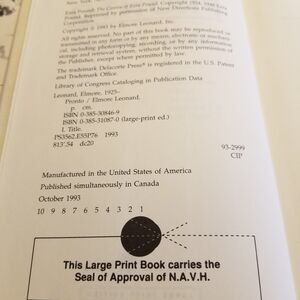 Ezra Pound: The Cantos of Ezra Pound. Copyright 1934, 1948 Ezra
Pound. Reprinted by permission of New Directions Publishing
Corporation
Copyright © 1993 by Elmore Leonard, Inc.
All rights reserved. No part of this book may be reproduced or
transmitted in any form or by any means, electronic or mechanical, including photocopying, recording, or by any information
storage and retrieval system, without the written permission of
the Publisher, except where permitted by law.
The trademark Delacorte Press® is registered in the U.S. Patent
and Trademark Office.
Library of Congress Cataloging in Publication Data
Leonard, Elmore, 1925–
Pronto / Elmore Leonard.
p. cm.
ISBN 0-385-30846-9
ISBN 0-385-31087-0 (large-print ed.)
I. Title.
PS3562.E55P76 1993
813'.54 dc20 93-2999
CIP
Manufactured in the United States of America
Published simultaneously in Canada
October 1993
10 9 8 7 6 5 4 3 2 1
This Large Print Book carries the
Seal of Approval of N.A.V.H.